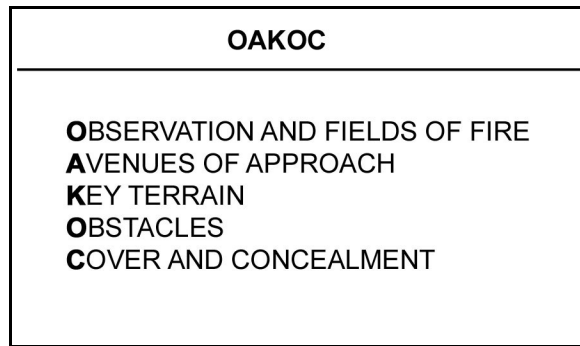 OAKOC
OBSERVATION AND FIELDS OF FIRE
AVENUES OF APPROACH
KEY TERRAIN
OBSTACLES
COVER AND CONCEALMENT